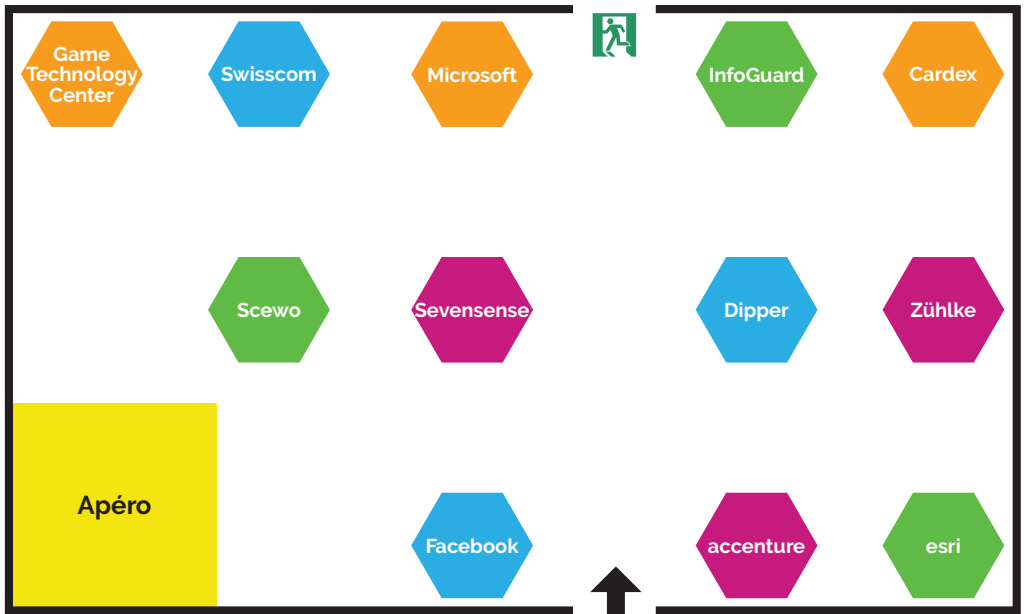 Game
Technology
Center
Swisscom
Microsoft
InfoGuard
Cardex
Scewo
Sevensense
Dipper
Zühlke
Apéro
Facebook
accenture
esri